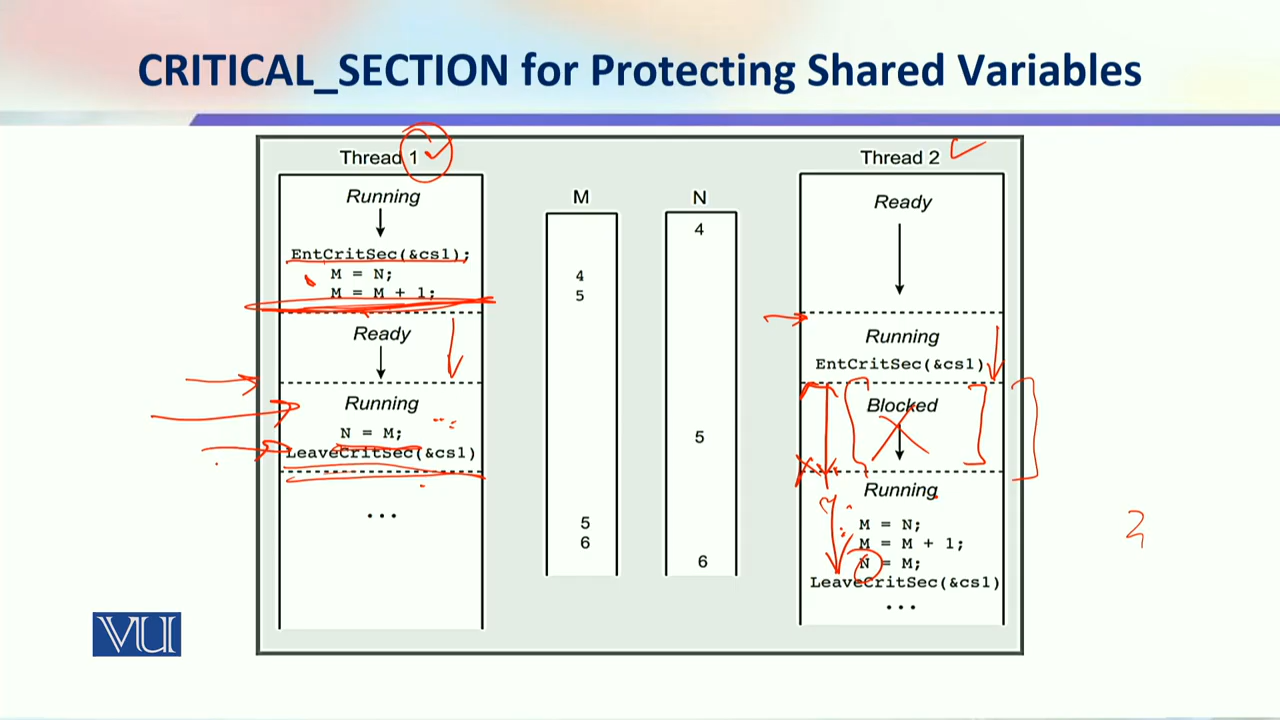 CRITICAL_SECTION for Protecting Shared Variables
Thread 1
Running
EntCritSec(&cs1);
M = N;
M = M + 1;
Ready
Running
N = M;
LeaveCritSec(&cs1)
...
M
4
5
5
6
N
4
5
6
Thread 2
Ready
Running
EntCritSec(&cs1)
Blocked
Running
M = N;
M = M + 1;
N = M;
LeaveCritSec(&cs1)
...
VU